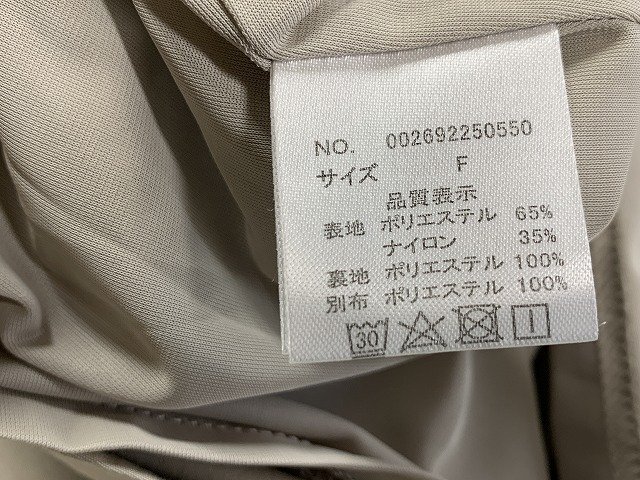 NO. 002692250550
サイズ F
品質表示
表地 ポリエステル 65%
ナイロン 35%
裏地 ポリエステル 100%
別布 ポリエステル 100%
30